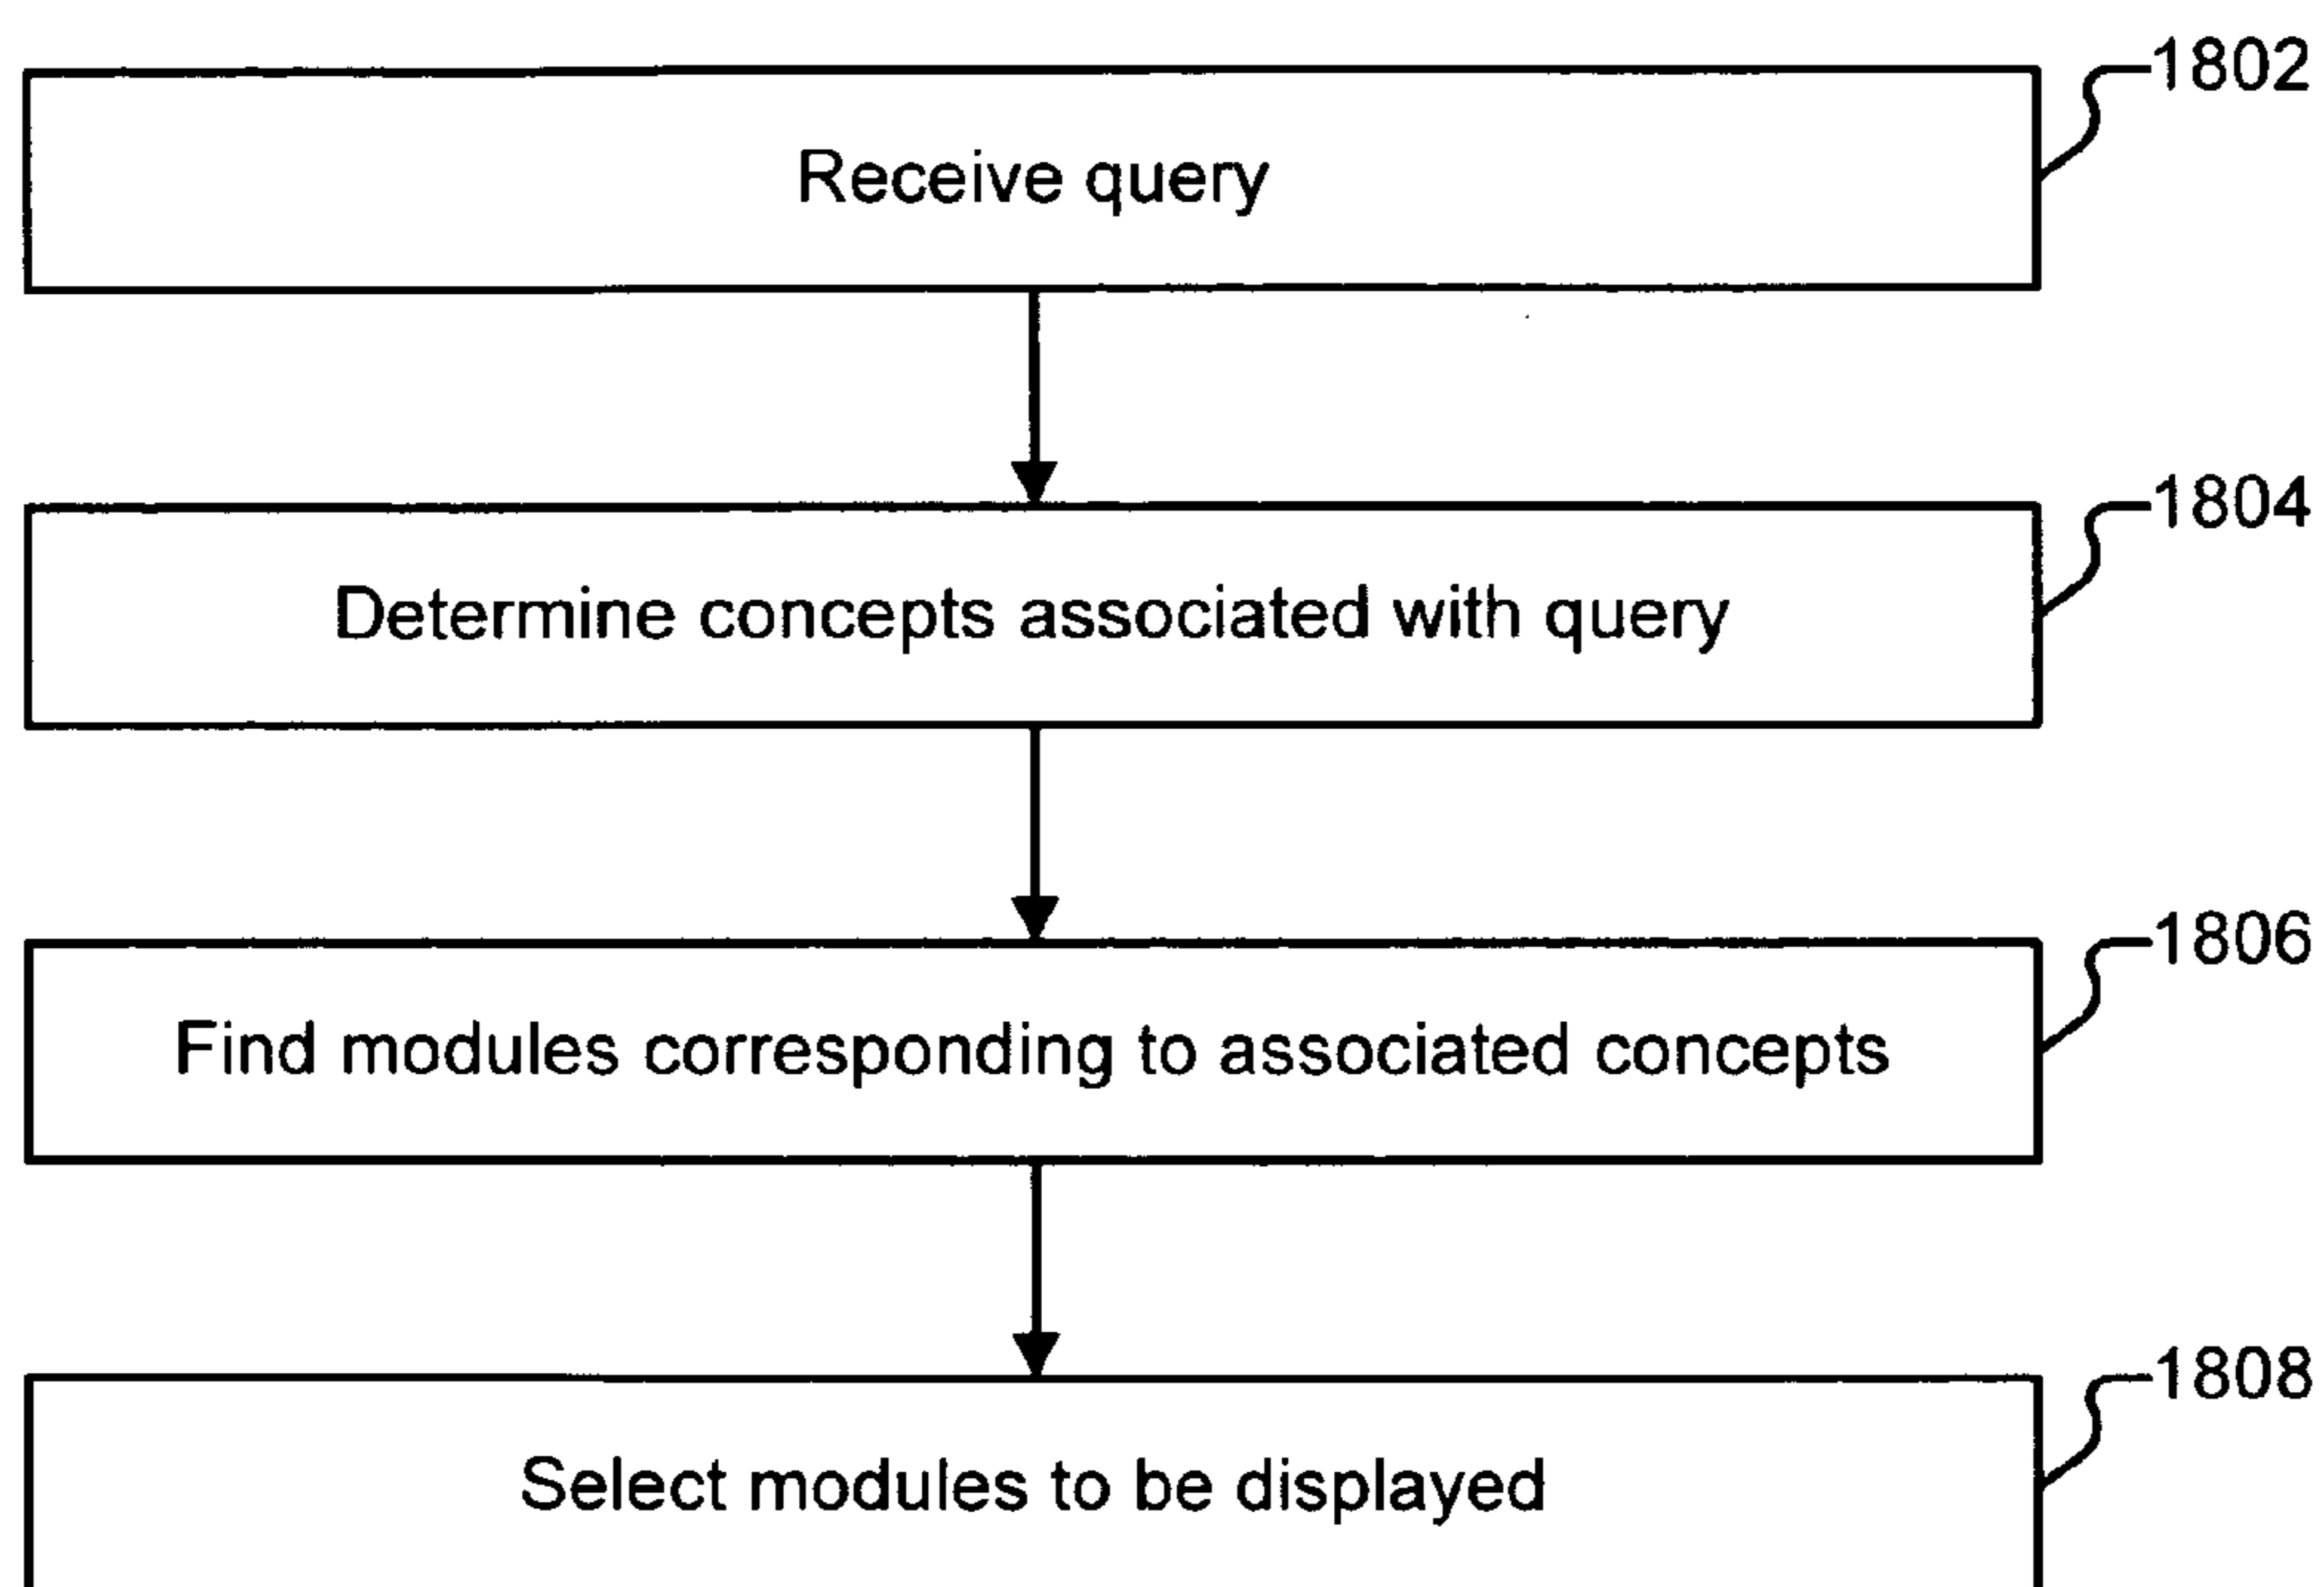 1802
Receive query
1804
Determine concepts associated with query
1806
Find modules corresponding to associated concepts
1808
Select modules to be displayed